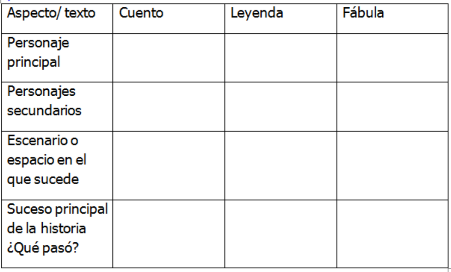 Aspecto/ texto Cuento Leyenda Fábula
Personaje
principal
Personajes
secundarios
Escenario o
espacio en el
que sucede
Suceso principal
de la historia
¿Qué pasó?